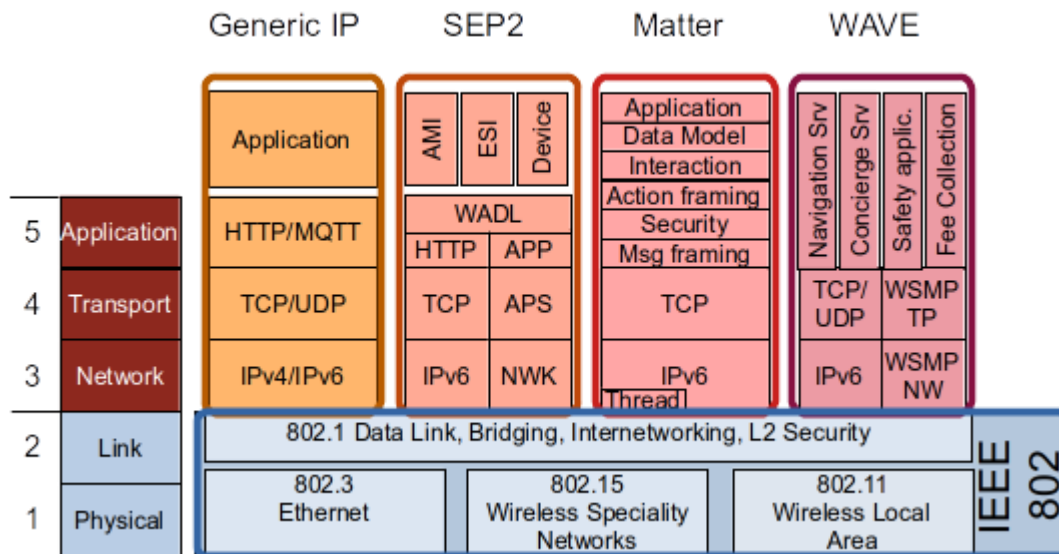 Generic IP SEP2 Matter WAVE
Application
AMI
ESI
Device
Application
Data Model
Interaction
Action framing
Security
Msg framing
Navigation Srv
Concierge Srv
Safety applic.
Fee Collection
5 Application
HTTP/MQTT
WADL
HTTP APP
4 Transport
TCP/UDP
TCP APS
TCP
TCP/
UDP
WSMP
TP
3 Network
IPv4/IPv6
IPv6 NWK
IPv6
Thread
IPv6
WSMP
NW
2 Link
802.1 Data Link, Bridging, Internetworking, L2 Security
1 Physical
802.3
Ethernet
802.15
Wireless Speciality
Networks
802.11
Wireless Local
Area
IEEE
802